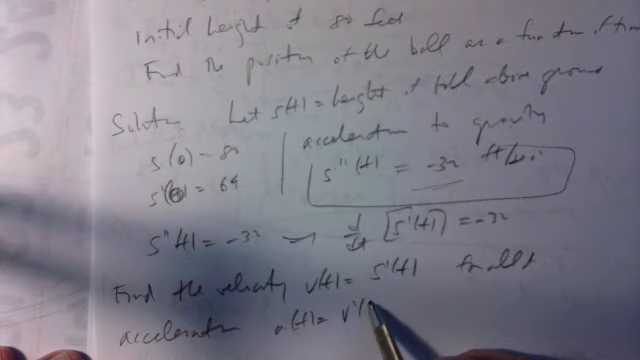 Initial height of 80 feet
Find the position of the ball as a function of time
Solution Let s(t) = height of ball above ground
s(0) = 80
s'(0) = 64
acceleration to gravity
s''(t) = -32 ft/sec
s''(t) = -32 → d/dt [s'(t)] = -32
Find the velocity v(t) = s'(t) for all t
acceleration a(t) = v'(